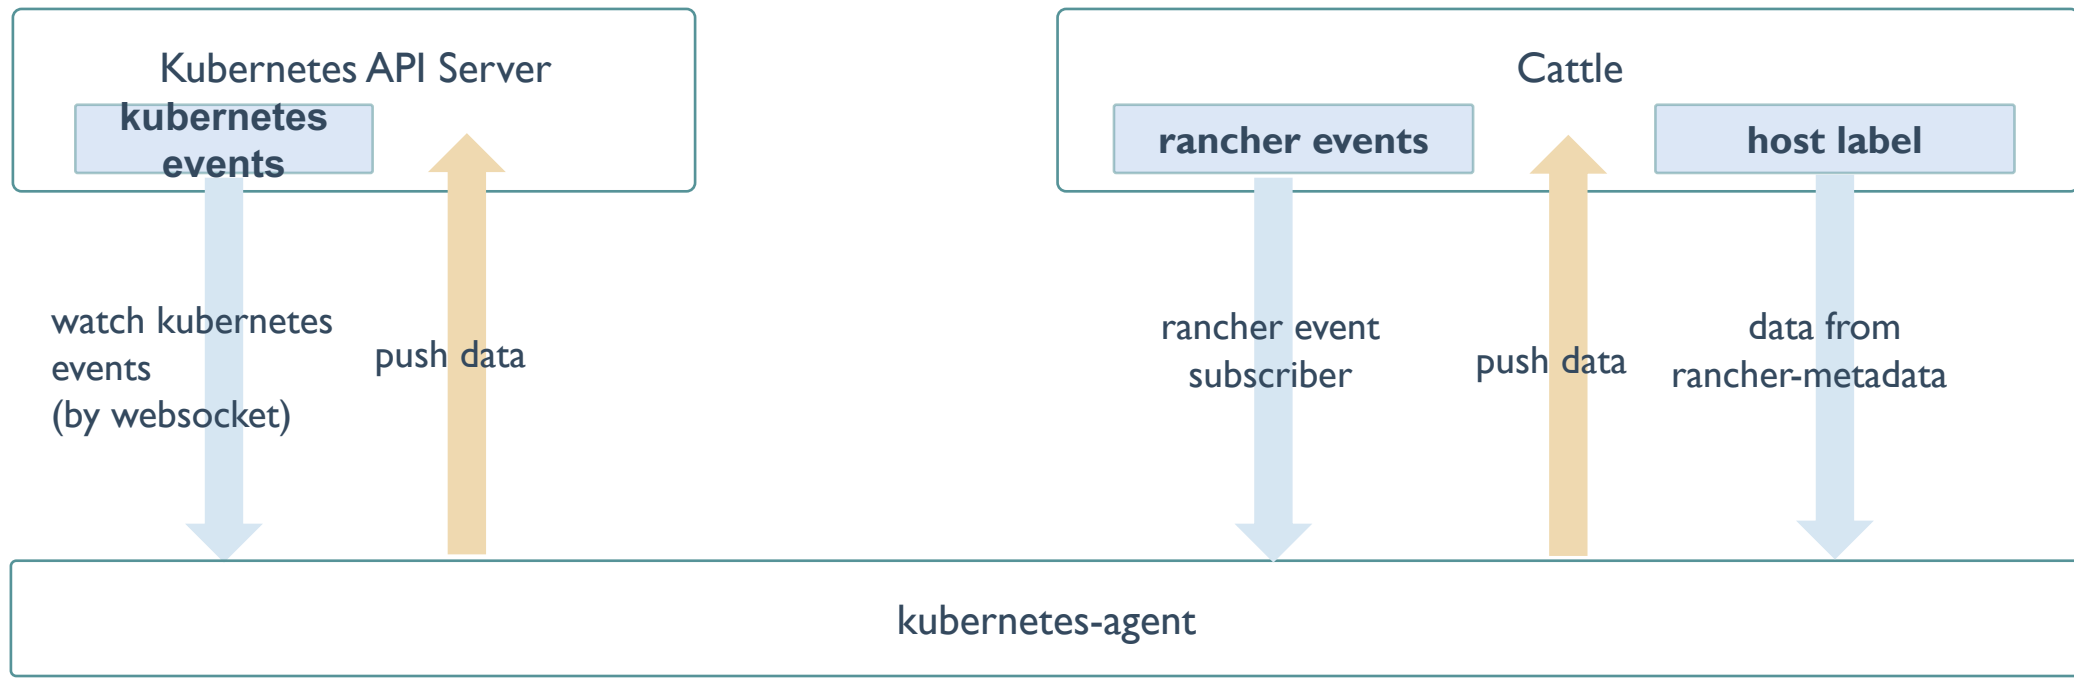 Kubernetes API Server
kubernetes
events
watch kubernetes
events
(by websocket)
push data
Cattle
rancher events
host label
rancher event
subscriber
push data
data from
rancher-metadata
kubernetes-agent